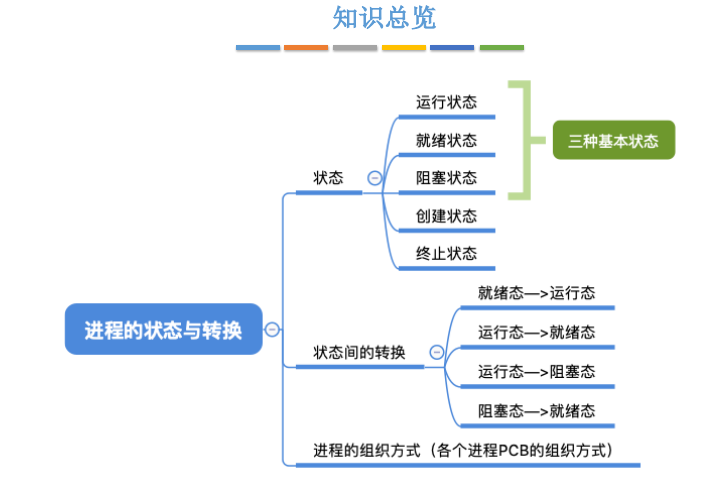 知识总览
运行状态
就绪状态
三种基本状态
状态
阻塞状态
创建状态
终止状态
进程的状态与转换
就绪态—>运行态
运行态—>就绪态
状态间的转换
运行态—>阻塞态
阻塞态—>就绪态
进程的组织方式（各个进程PCB的组织方式）